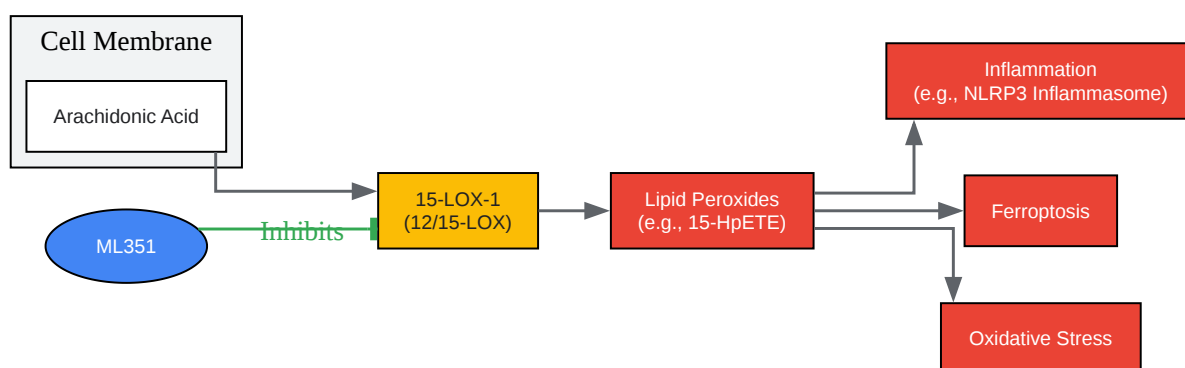 Cell Membrane
Arachidonic Acid
ML351
Inhibits
15-LOX-1
(12/15-LOX)
Lipid Peroxides
(e.g., 15-HpETE)
Inflammation
(e.g., NLRP3 Inflammasome)
Ferroptosis
Oxidative Stress